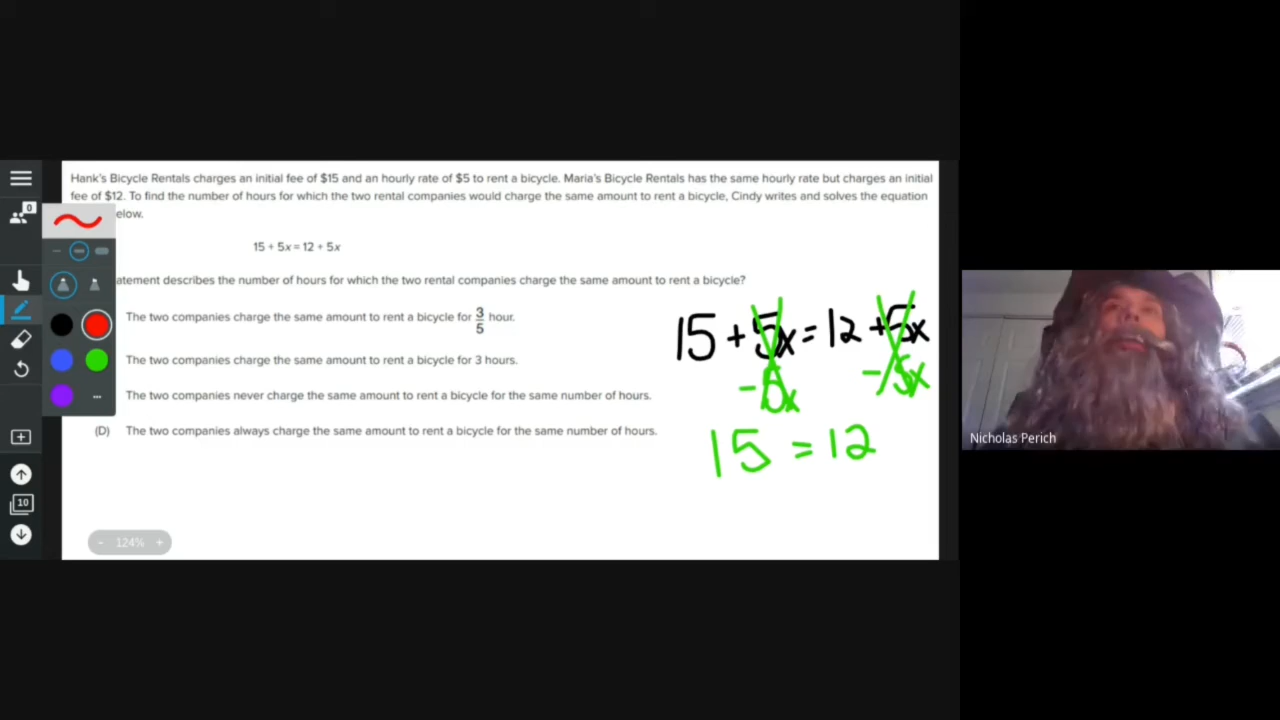 Hank's Bicycle Rentals charges an initial fee of $15 and an hourly rate of $5 to rent a bicycle. Maria's Bicycle Rentals has the same hourly rate but charges an initial
fee of $12. To find the number of hours for which the two rental companies would charge the same amount to rent a bicycle, Cindy writes and solves the equation
elow.
0
15 + 5x = 12 + 5x
atement describes the number of hours for which the two rental companies charge the same amount to rent a bicycle?
The two companies charge the same amount to rent a bicycle for 3/5 hour.
The two companies charge the same amount to rent a bicycle for 3 hours.
The two companies never charge the same amount to rent a bicycle for the same number of hours.
(D) The two companies always charge the same amount to rent a bicycle for the same number of hours.
15 + 5x = 12 + 5x
- 5x - 5x
15 = 12
10
- 124% +
Nicholas Perich